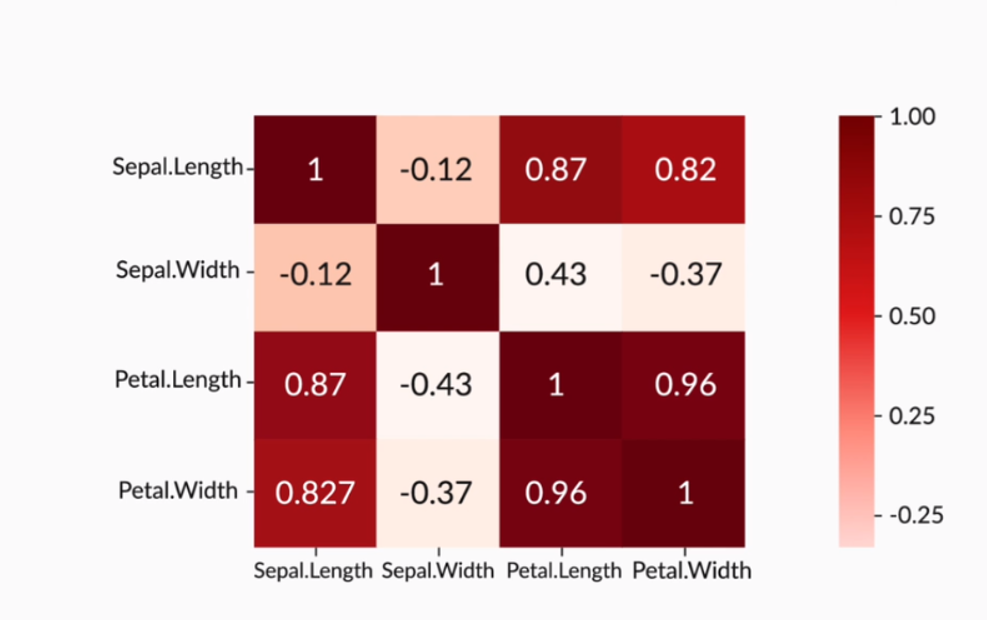 1.00
Sepal.Length 1 -0.12 0.87 0.82
0.75
Sepal.Width -0.12 1 0.43 -0.37
0.50
Petal.Length 0.87 -0.43 1 0.96
0.25
Petal.Width 0.827 -0.37 0.96 1
-0.25
Sepal.Length Sepal.Width Petal.Length Petal.Width